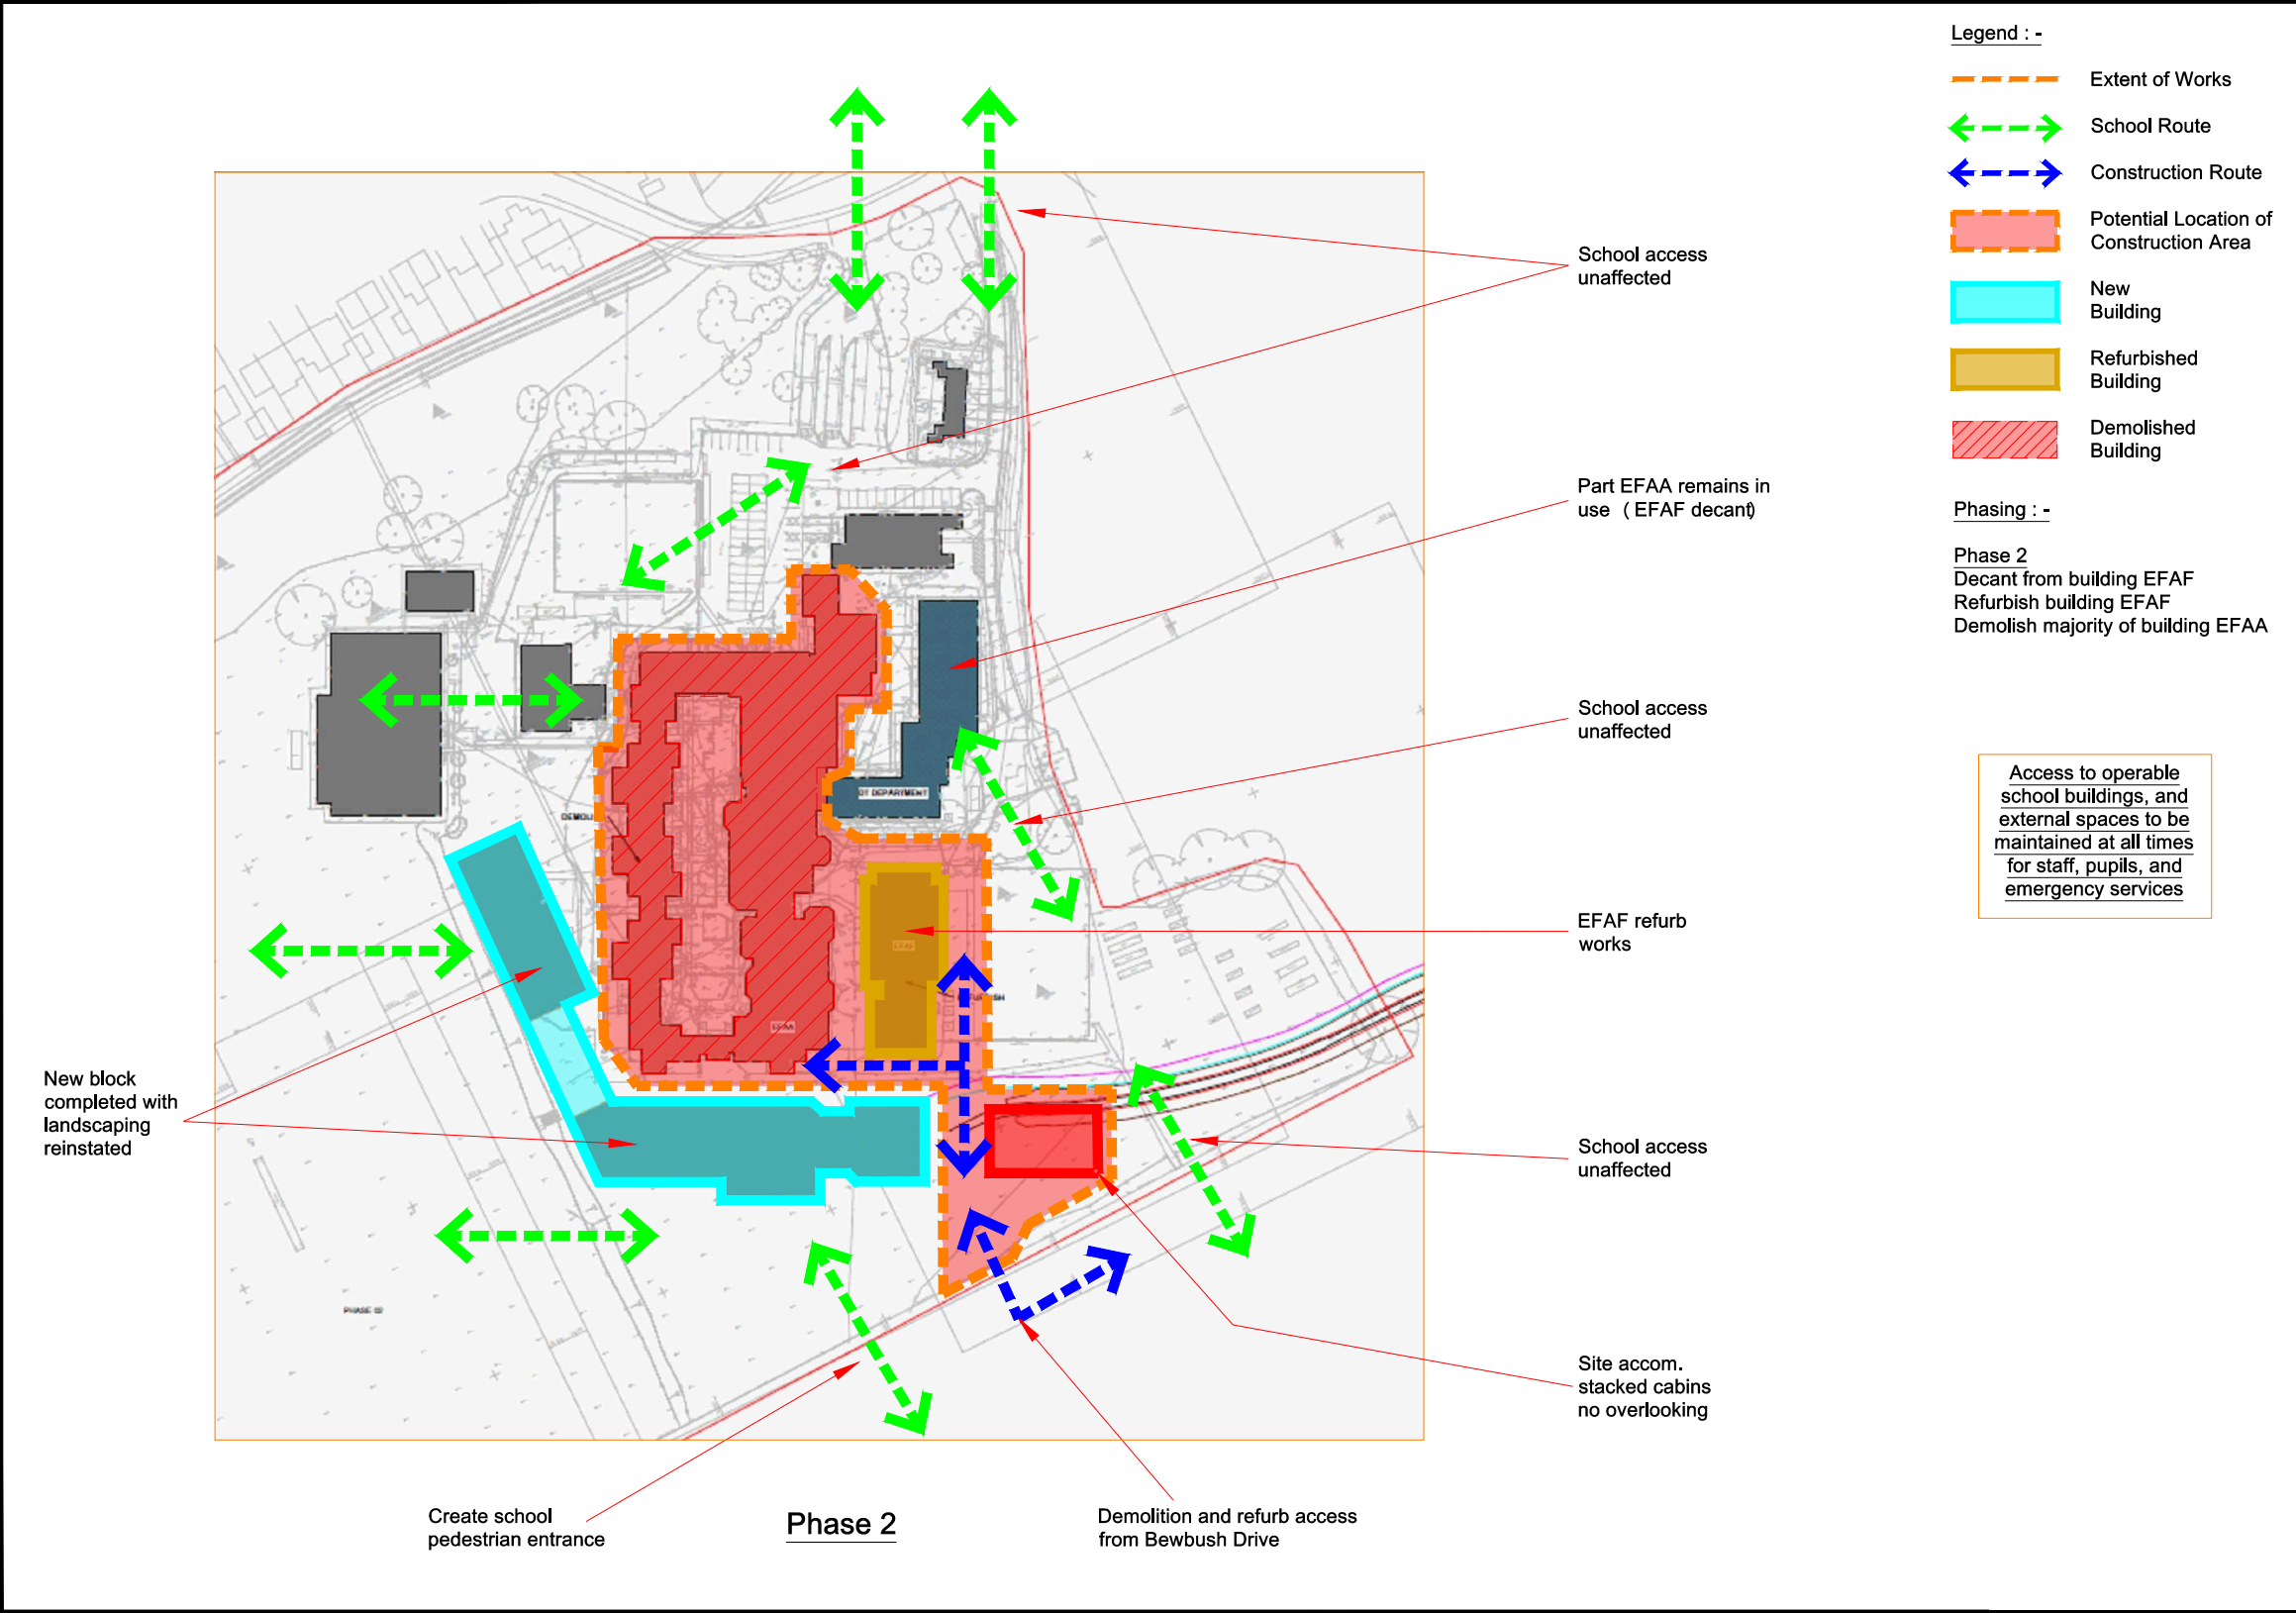 Legend : -
Extent of Works
School Route
Construction Route
Potential Location of
Construction Area
New
Building
Refurbished
Building
Demolished
Building
Phasing : -
Phase 2
Decant from building EFAF
Refurbish building EFAF
Demolish majority of building EFAA
Access to operable
school buildings, and
external spaces to be
maintained at all times
for staff, pupils, and
emergency services
School access
unaffected
Part EFAA remains in
use ( EFAF decant)
School access
unaffected
EFAF refurb
works
School access
unaffected
Site accom.
stacked cabins
no overlooking
New block
completed with
landscaping
reinstated
DT DEPARTMENT
EFAA
PHASE 02
Create school
pedestrian entrance
Phase 2
Demolition and refurb access
from Bewbush Drive